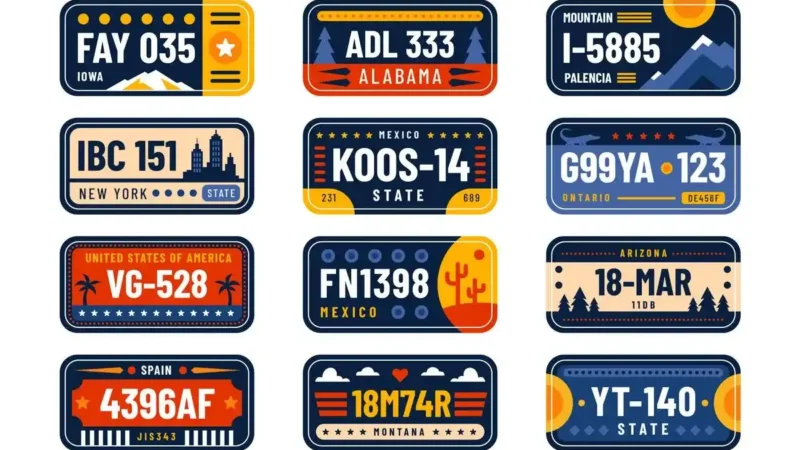 FAY 035
IOWA
ADL 333
ALABAMA
MOUNTAIN
I-5885
PALENCIA
IBC 151
NEW YORK
STATE
MEXICO
KOOS-14
STATE
231
689
G99YA 123
ONTARIO
DE456F
UNITED STATES OF AMERICA
VG-528
FN1398
MEXICO
ARIZONA
18-MAR
11DB
SPAIN
4396AF
JIS343
18M74R
MONTANA
YT-140
STATE